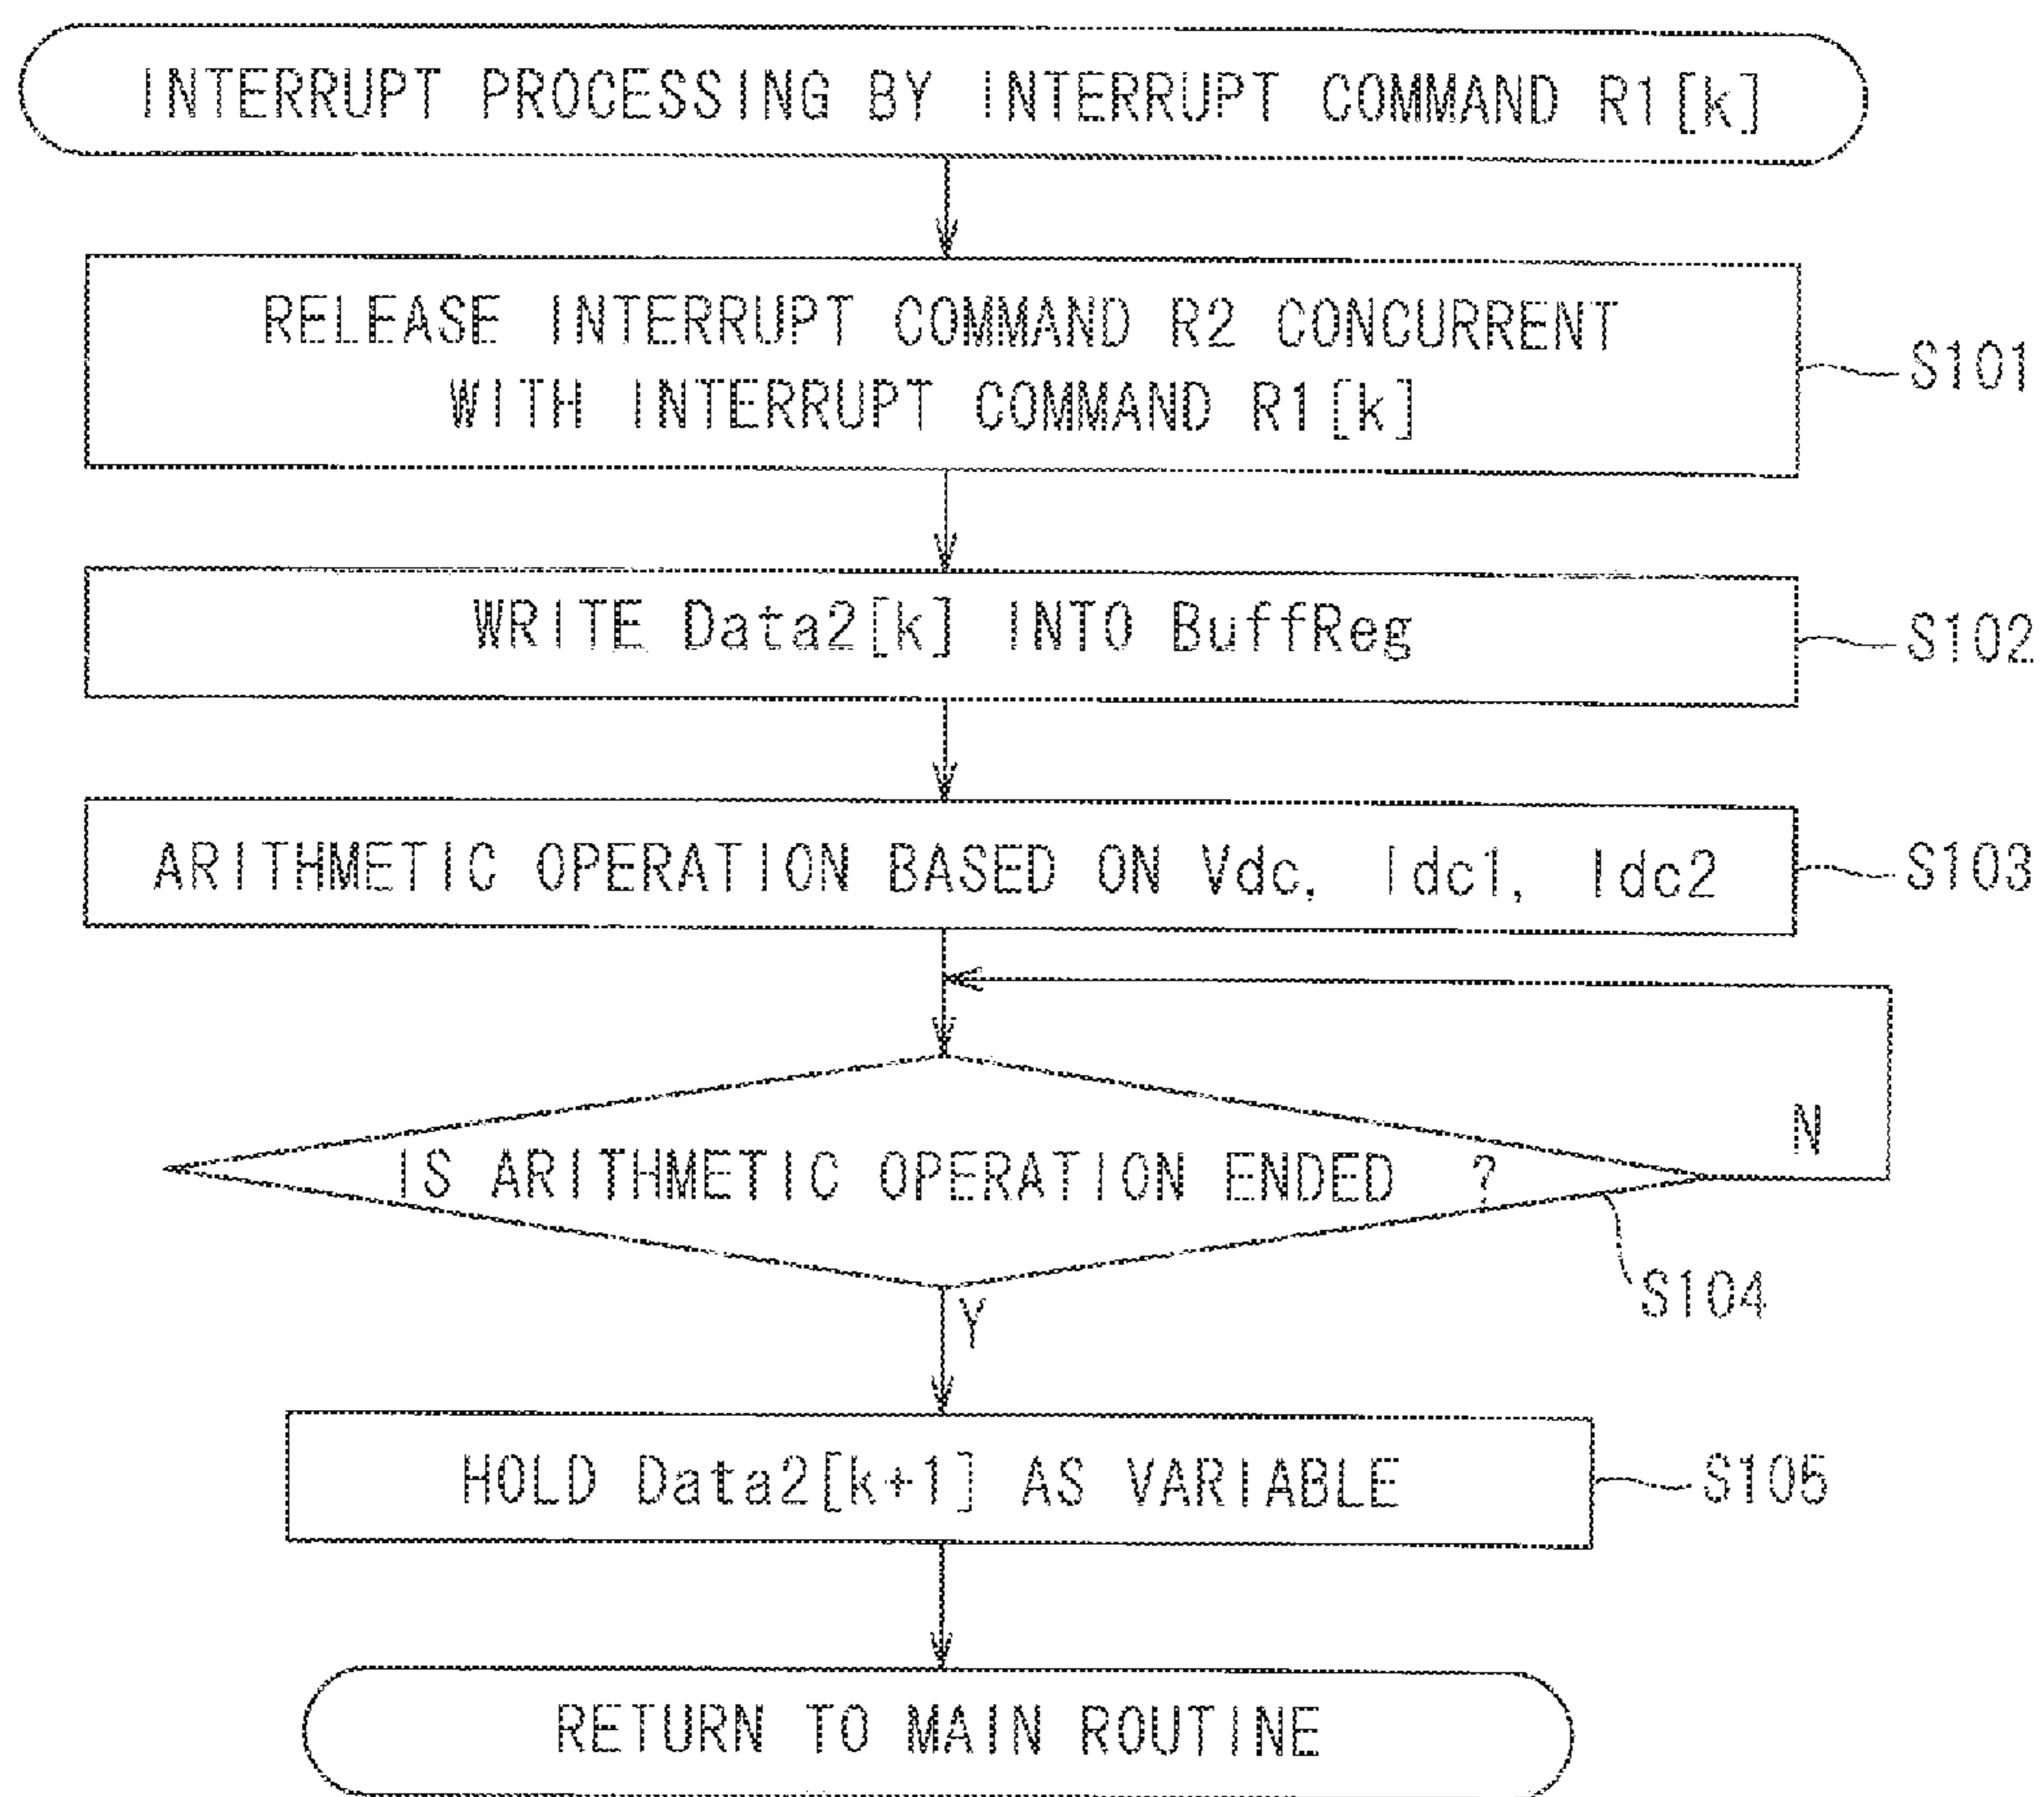 INTERRUPT PROCESSING BY INTERRUPT COMMAND R1[k]
RELEASE INTERRUPT COMMAND R2 CONCURRENT
WITH INTERRUPT COMMAND R1[k]
S101
WRITE Data2[k] INTO BuffReg
S102
ARITHMETIC OPERATION BASED ON Vdc, Idc1, Idc2
S103
N
IS ARITHMETIC OPERATION ENDED ?
S104
Y
HOLD Data2[k+1] AS VARIABLE
S105
RETURN TO MAIN ROUTINE